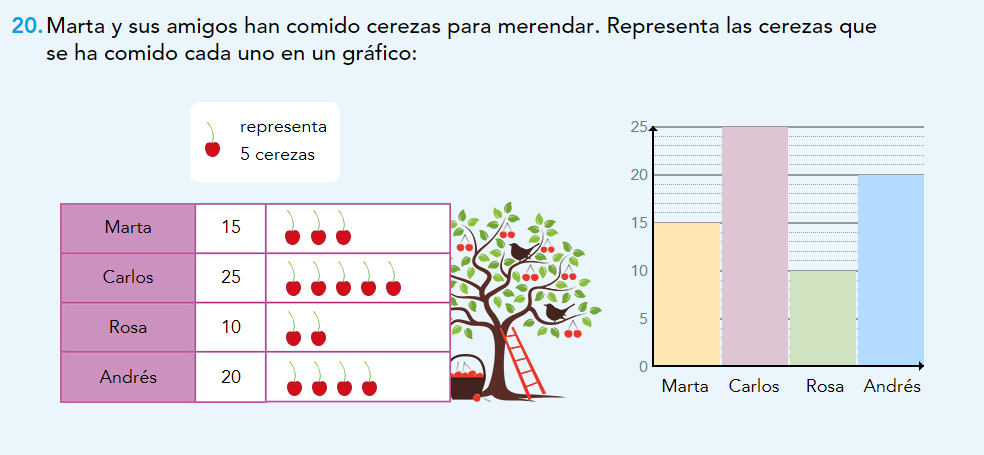 20. Marta y sus amigos han comido cerezas para merendar. Representa las cerezas que
se ha comido cada uno en un gráfico:
representa
5 cerezas
Marta 15
Carlos 25
Rosa 10
Andrés 20
25
20
15
10
5
0
Marta Carlos Rosa Andrés